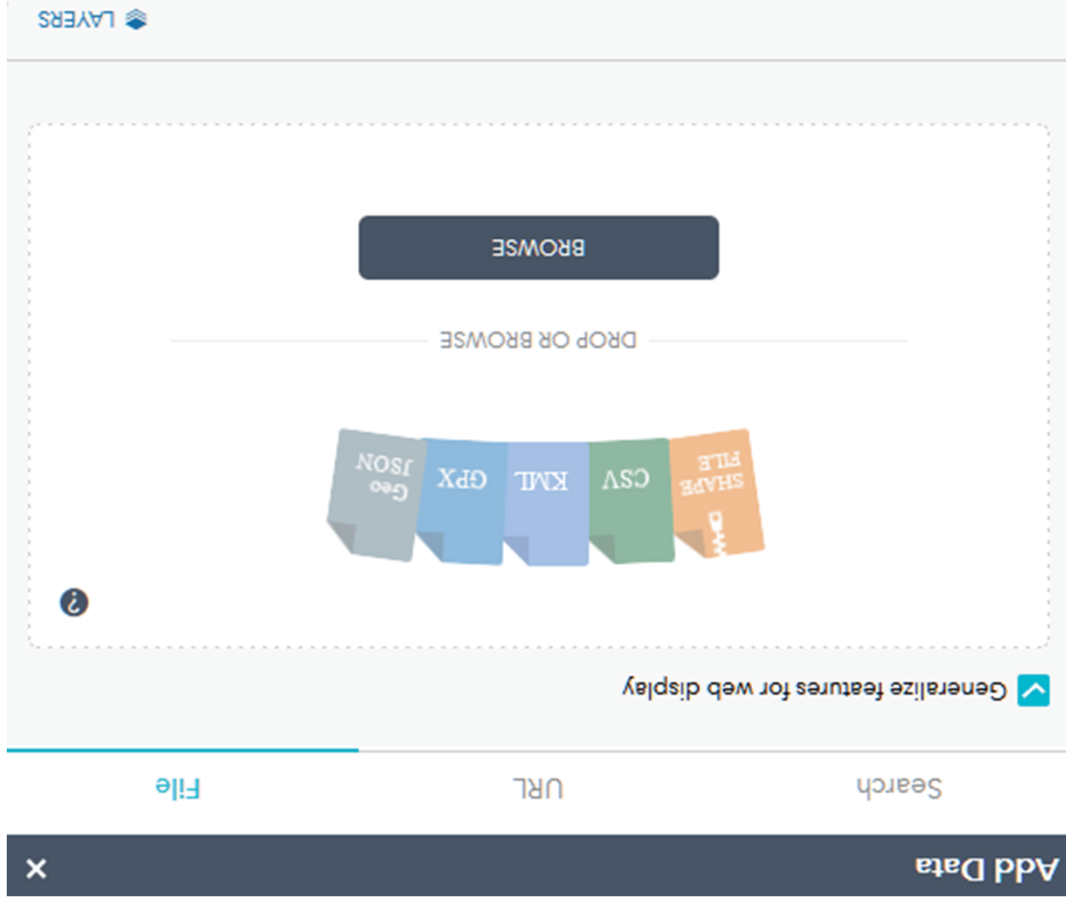 Add Data
Search
URL
File
Generalize features for web display
SHAPE
FILE
CSV
KML
GPX
Geo
JSON
DROP OR BROWSE
BROWSE
LAYERS